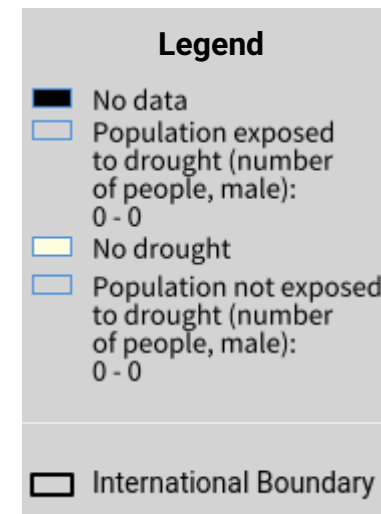 Legend
No data
Population exposed
to drought (number
of people, male):
0 - 0
No drought
Population not exposed
to drought (number
of people, male):
0 - 0
International Boundary